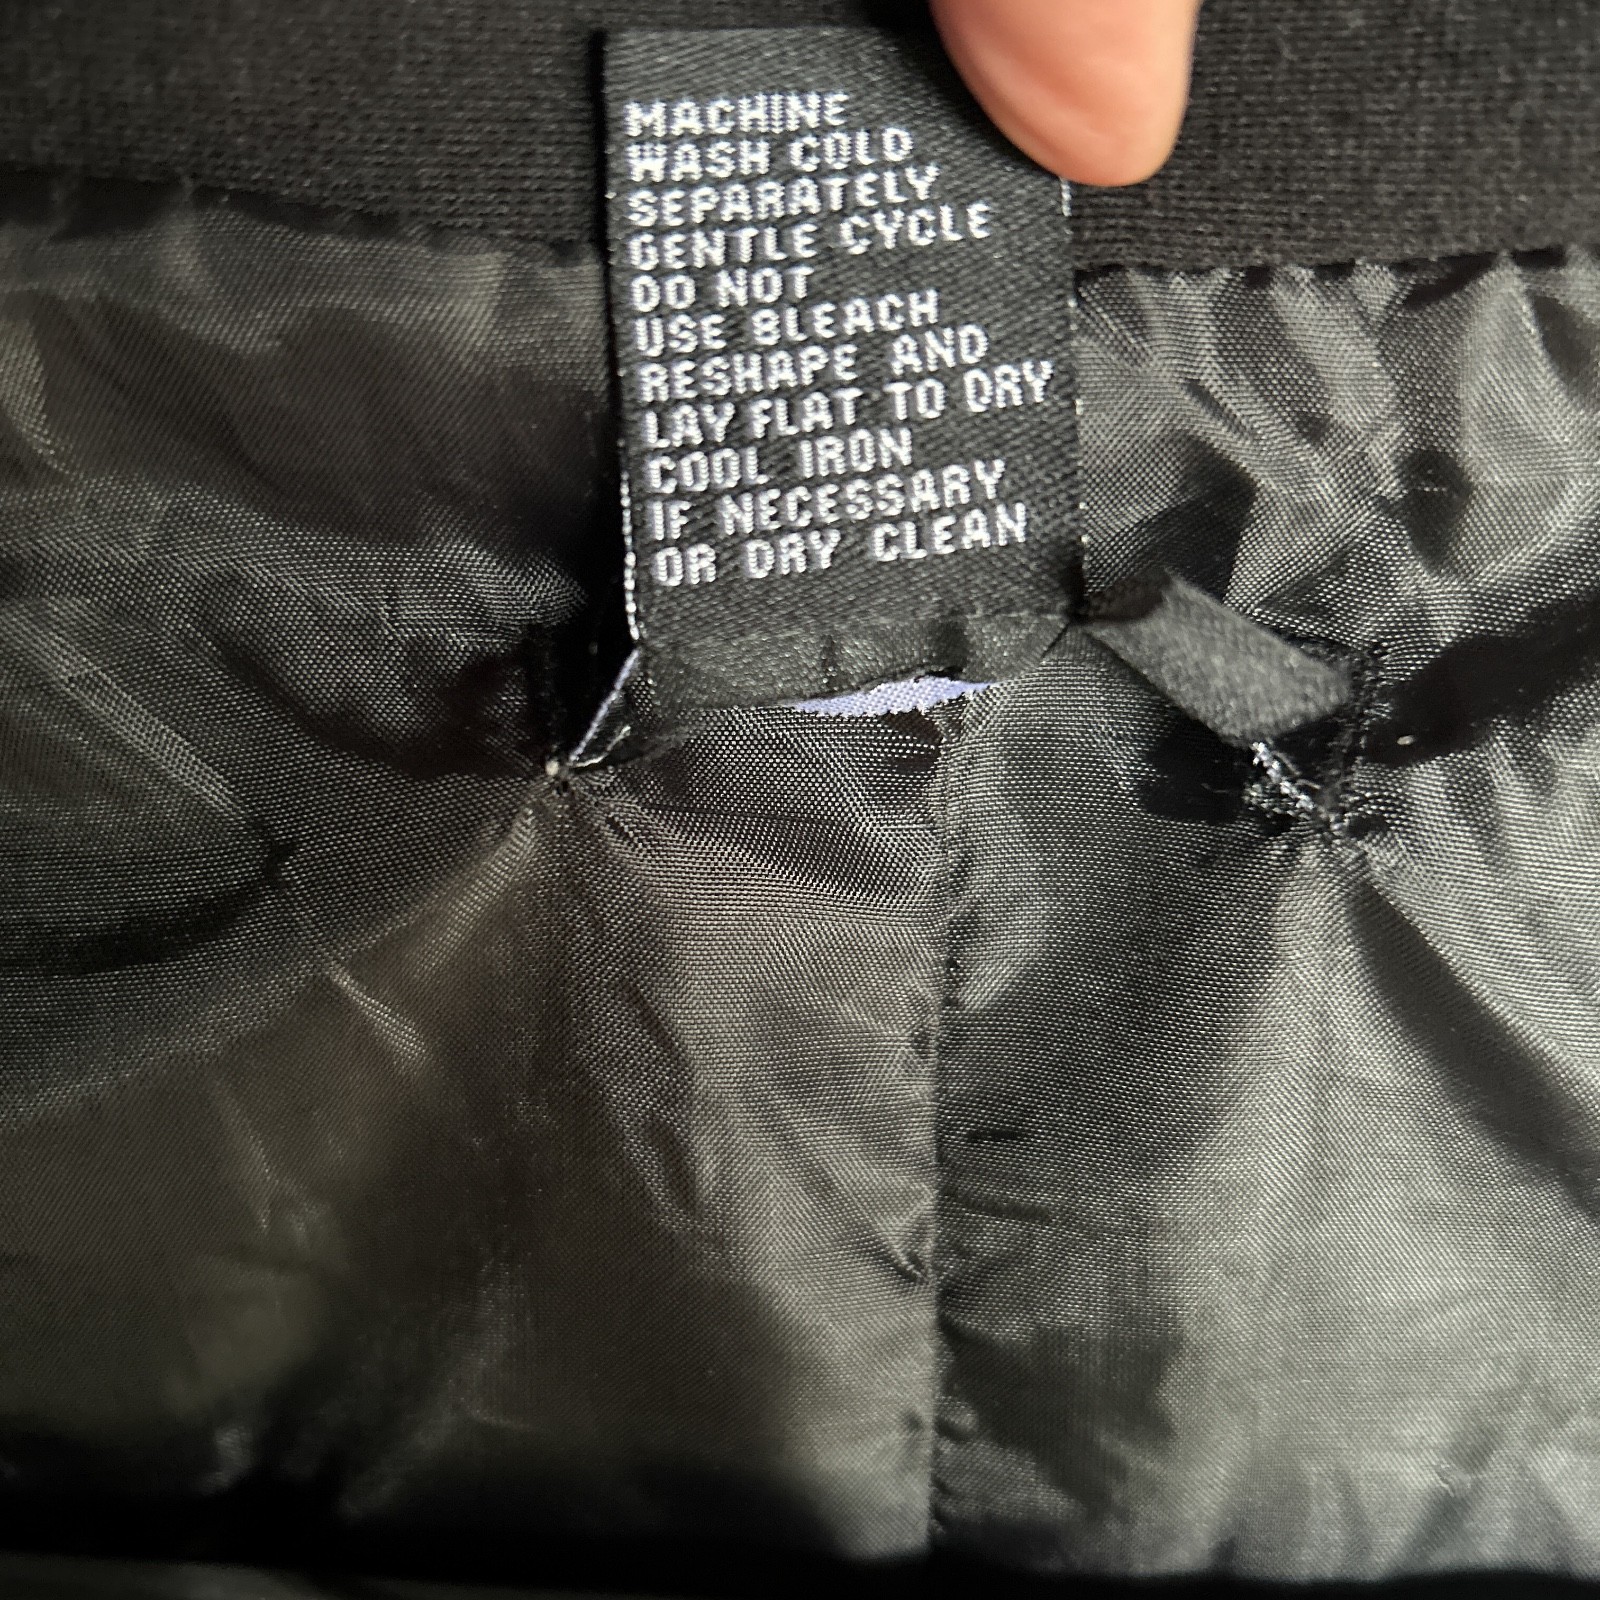 MACHINE
WASH COLD
SEPARATELY
GENTLE CYCLE
DO NOT
USE BLEACH
RESHAPE AND
LAY FLAT TO DRY
COOL IRON
IF NECESSARY
OR DRY CLEAN